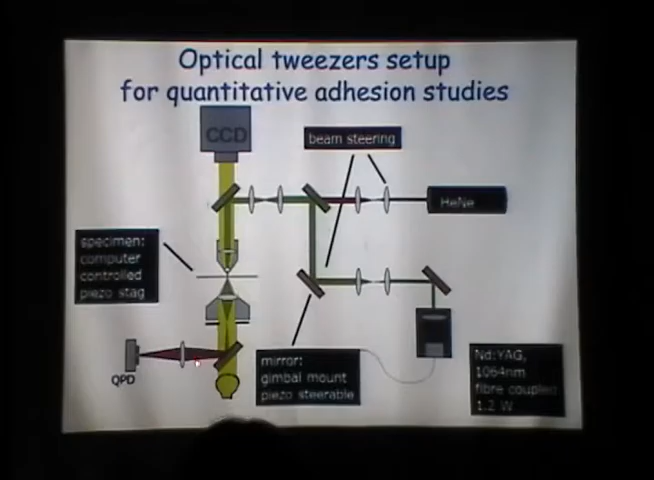 Optical tweezers setup
for quantitative adhesion studies
CCD
beam steering
HeNe
specimen:
computer
controlled
piezo stag
QPD
mirror:
gimbal mount
piezo steerable
Nd:YAG,
1064nm
fibre coupled
1.2 W